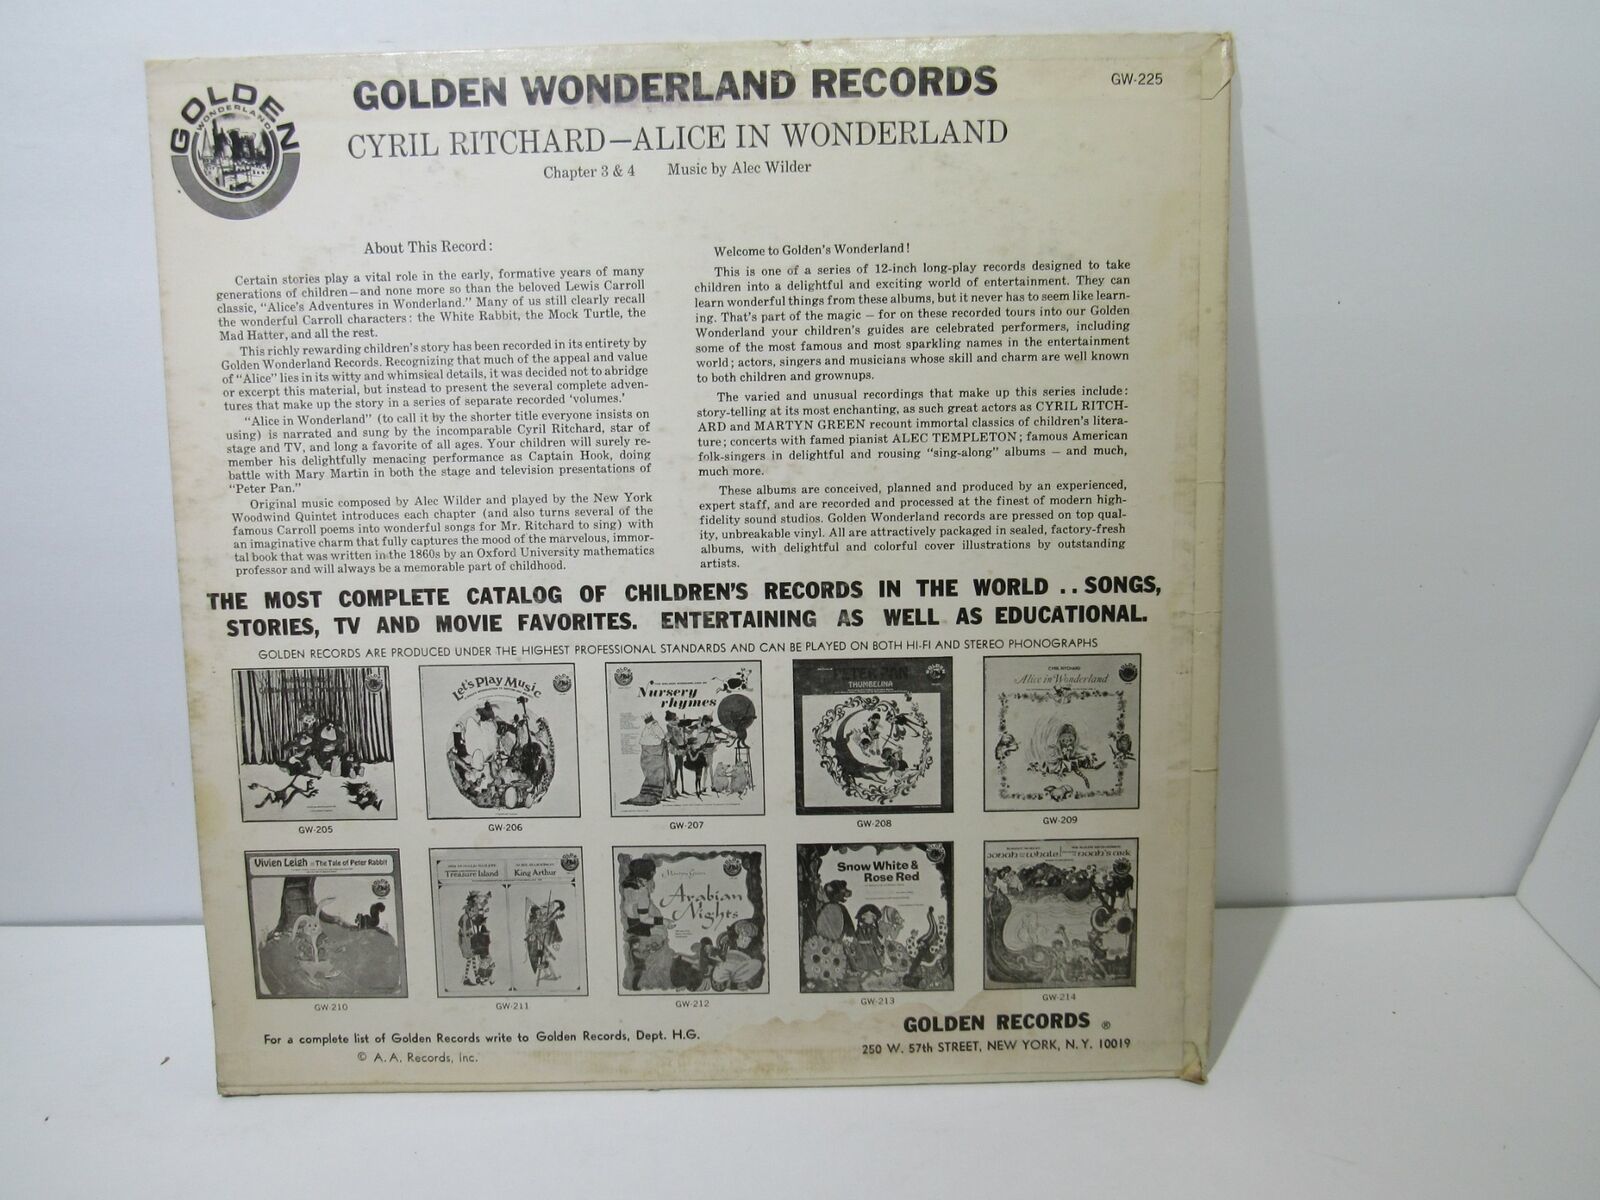 GOLDEN
WONDERLAND
GOLDEN WONDERLAND RECORDS
GW-225
CYRIL RITCHARD—ALICE IN WONDERLAND
Chapter 3 & 4 Music by Alec Wilder
About This Record:
Certain stories play a vital role in the early, formative years of many
generations of children—and none more so than the beloved Lewis Carroll
classic, "Alice's Adventures in Wonderland." Many of us still clearly recall
the wonderful Carroll characters: the White Rabbit, the Mock Turtle, the
Mad Hatter, and all the rest.
This richly rewarding children's story has been recorded in its entirety by
Golden Wonderland Records. Recognizing that much of the appeal and value
of "Alice" lies in its witty and whimsical details, it was decided not to abridge
or excerpt this material, but instead to present the several complete adven-
tures that make up the story in a series of separate recorded 'volumes.'
"Alice in Wonderland" (to call it by the shorter title everyone insists on
using) is narrated and sung by the incomparable Cyril Ritchard, star of
stage and TV, and long a favorite of all ages. Your children will surely re-
member his delightfully menacing performance as Captain Hook, doing
battle with Mary Martin in both the stage and television presentations of
"Peter Pan."
Original music composed by Alec Wilder and played by the New York
Woodwind Quintet introduces each chapter (and also turns several of the
famous Carroll poems into wonderful songs for Mr. Ritchard to sing) with
an imaginative charm that fully captures the mood of the marvelous, immor-
tal book that was written in the 1860s by an Oxford University mathematics
professor and will always be a memorable part of childhood.
Welcome to Golden's Wonderland!
This is one of a series of 12-inch long-play records designed to take
children into a delightful and exciting world of entertainment. They can
learn wonderful things from these albums, but it never has to seem like learn-
ing. That's part of the magic — for on these recorded tours into our Golden
Wonderland your children's guides are celebrated performers, including
some of the most famous and most sparkling names in the entertainment
world; actors, singers and musicians whose skill and charm are well known
to both children and grownups.
The varied and unusual recordings that make up this series include:
story-telling at its most enchanting, as such great actors as CYRIL RITCH-
ARD and MARTYN GREEN recount immortal classics of children's litera-
ture; concerts with famed pianist ALEC TEMPLETON; famous American
folk-singers in delightful and rousing "sing-along" albums — and much,
much more.
These albums are conceived, planned and produced by an experienced,
expert staff, and are recorded and processed at the finest of modern high-
fidelity sound studios. Golden Wonderland records are pressed on top qual-
ity, unbreakable vinyl. All are attractively packaged in sealed, factory-fresh
albums, with delightful and colorful cover illustrations by outstanding
artists.
THE MOST COMPLETE CATALOG OF CHILDREN'S RECORDS IN THE WORLD .. SONGS,
STORIES, TV AND MOVIE FAVORITES. ENTERTAINING AS WELL AS EDUCATIONAL.
GOLDEN RECORDS ARE PRODUCED UNDER THE HIGHEST PROFESSIONAL STANDARDS AND CAN BE PLAYED ON BOTH HI-FI AND STEREO PHONOGRAPHS
Let's Play Music
Nursery
rhymes
PETER PAN
THUMBELINA
CYRIL RITCHARD
Alice in Wonderland
GW-205
GW-206
GW-207
GW-208
GW-209
Vivien Leigh The Tale of Peter Rabbit
Treasure Island
King Arthur
Martyn Green
Arabian
Nights
Snow White &
Rose Red
Jonah and the whale
noah's ark
GW-210
GW-211
GW-212
GW-213
GW-214
For a complete list of Golden Records write to Golden Records, Dept. H.G.
© A.A. Records, Inc.
GOLDEN RECORDS ®
250 W. 57th STREET, NEW YORK, N.Y. 10019